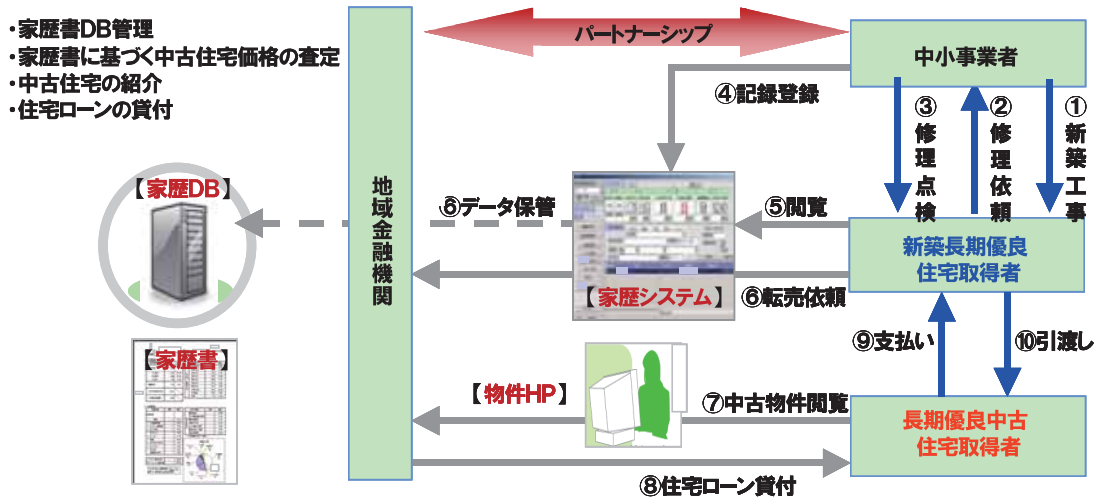 ・家歴書DB管理
・家歴書に基づく中古住宅価格の査定
・中古住宅の紹介
・住宅ローンの貸付
パートナーシップ
中小事業者
④記録登録
③修理点検
②修理依頼
①新築工事
【家歴DB】
地域金融機関
⑥データ保管
⑤閲覧
新築長期優良
住宅取得者
【家歴システム】
⑥転売依頼
⑨支払い
⑩引渡し
【家歴書】
【物件HP】
⑦中古物件閲覧
長期優良中古
住宅取得者
⑧住宅ローン貸付